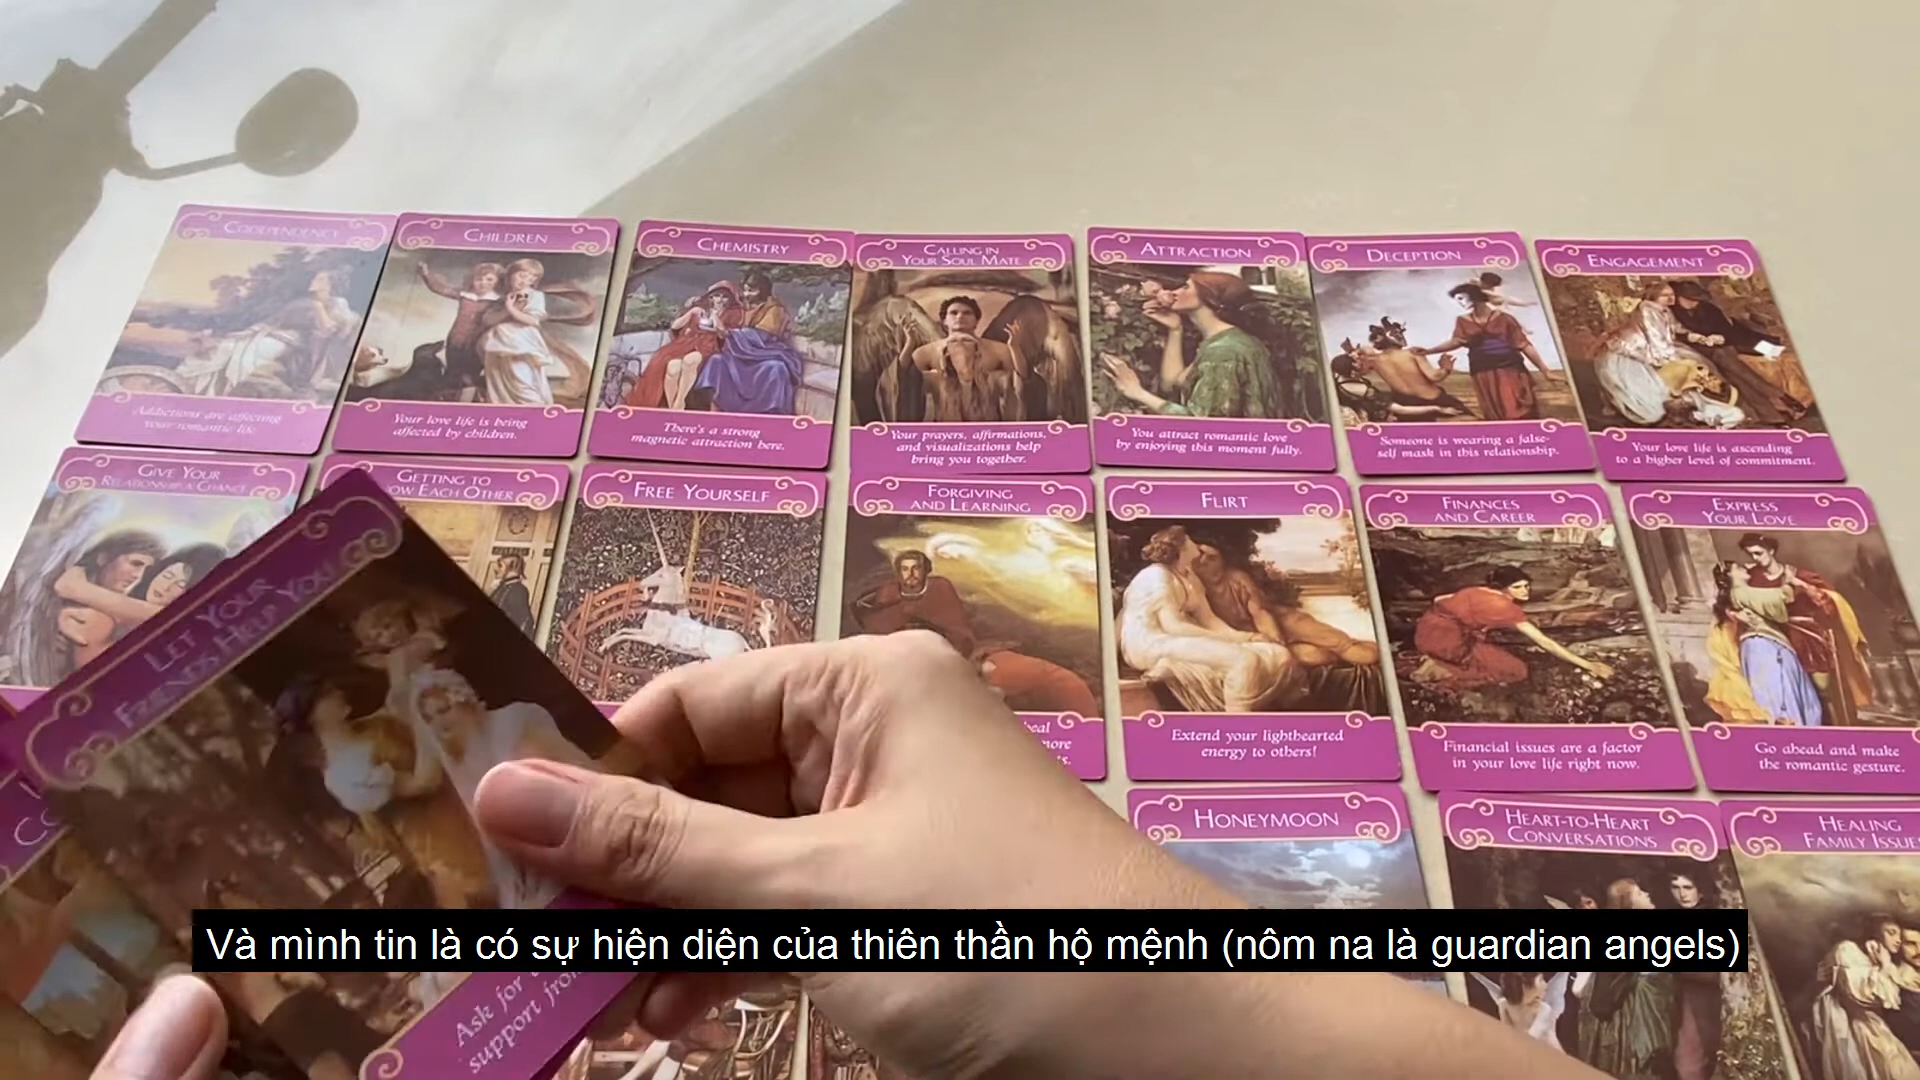 CODEPENDENCY
Addictions are affecting
your romantic life.
CHILDREN
Your love life is being
affected by children.
CHEMISTRY
There's a strong
magnetic attraction here.
CALLING IN
YOUR SOUL MATE
Your prayers, affirmations,
and visualizations help
bring you together.
ATTRACTION
You attract romantic love
by enjoying this moment fully.
DECEPTION
Someone is wearing a false-
self mask in this relationship.
ENGAGEMENT
Your love life is ascending
to a higher level of commitment.
GIVE YOUR
RELATIONSHIP A CHANCE
GETTING TO
KNOW EACH OTHER
FREE YOURSELF
FORGIVING
AND LEARNING
FLIRT
Extend your lighthearted
energy to others!
FINANCES
AND CAREER
Financial issues are a factor
in your love life right now.
EXPRESS
YOUR LOVE
Go ahead and make
the romantic gesture.
LET YOUR
FRIENDS HELP YOU
Ask for
support from
HONEYMOON
HEART-TO-HEART
CONVERSATIONS
HEALING
FAMILY ISSUES
Và mình tin là có sự hiện diện của thiên thần hộ mệnh (nôm na là guardian angels)